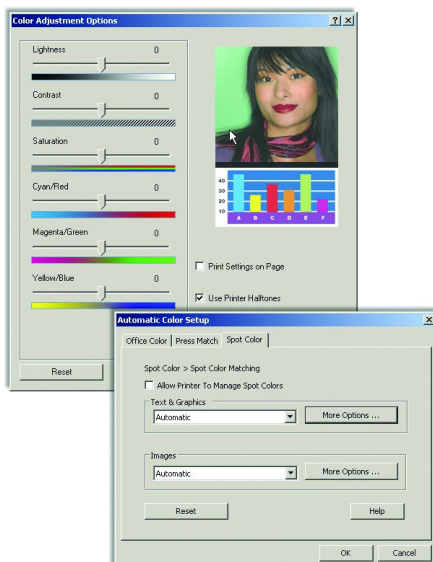 Color Adjustment Options
Lightness 0
Contrast 0
Saturation 0
Cyan/Red 0
Magenta/Green 0
Yellow/Blue 0
Reset
40
30
20
10
A B C D E F
Print Settings on Page
Use Printer Halftones
Automatic Color Setup
Office Color Press Match Spot Color
Spot Color > Spot Color Matching
Allow Printer To Manage Spot Colors
Text & Graphics
Automatic More Options ...
Images
Automatic More Options ...
Reset Help
OK Cancel